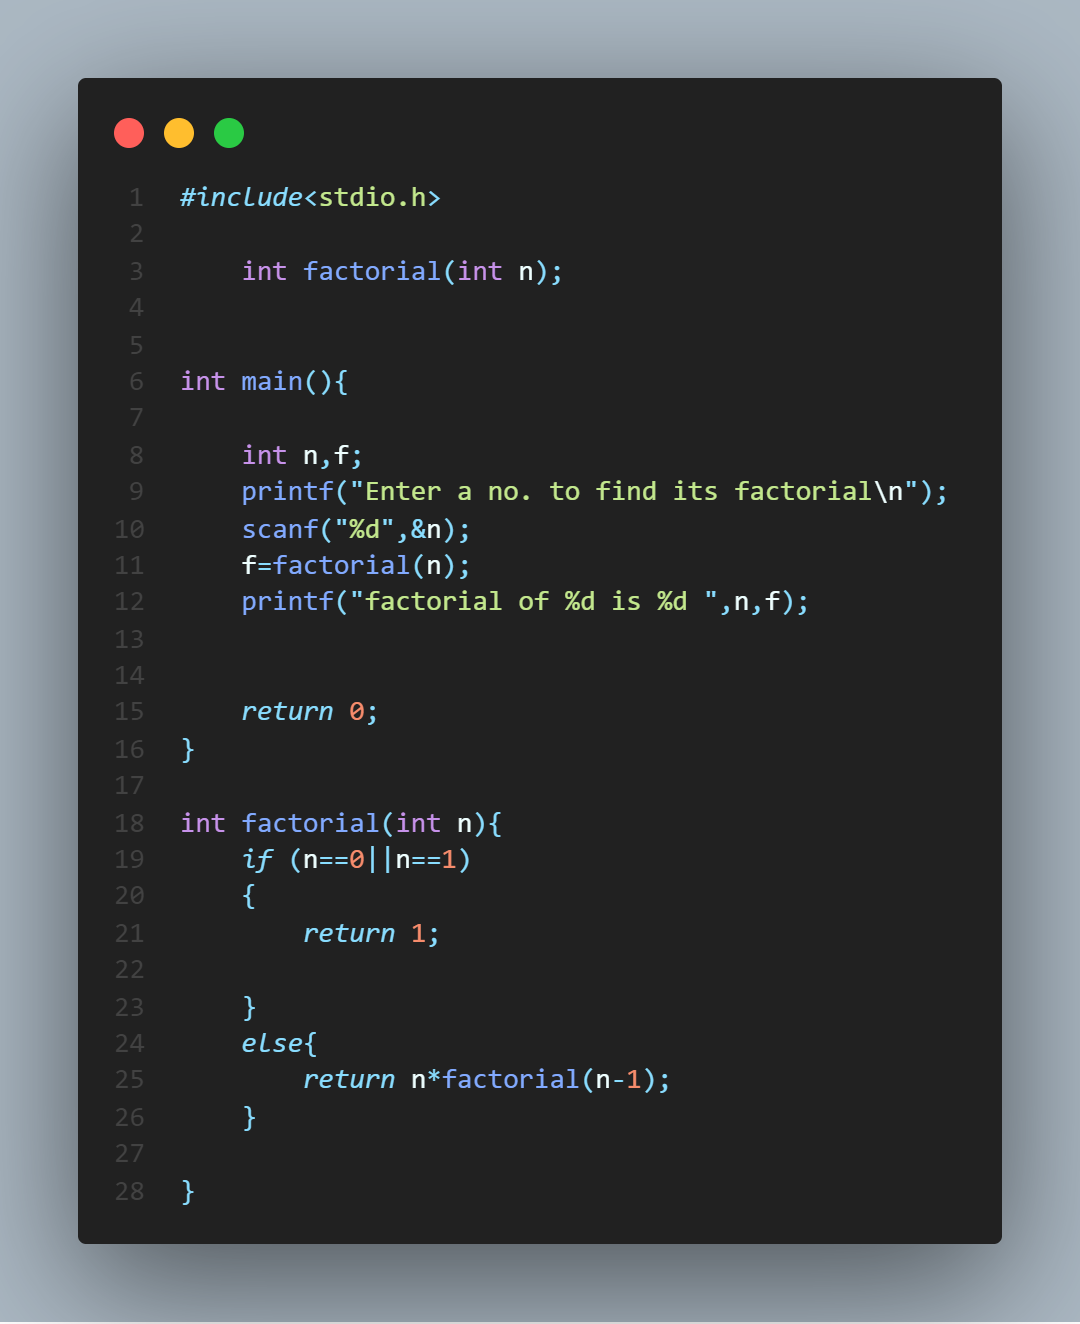 1 #include<stdio.h>
2
3     int factorial(int n);
4
5
6 int main(){
7
8     int n,f;
9     printf("Enter a no. to find its factorial\n");
10     scanf("%d",&n);
11     f=factorial(n);
12     printf("factorial of %d is %d ",n,f);
13
14
15     return 0;
16 }
17
18 int factorial(int n){
19     if (n==0||n==1)
20     {
21         return 1;
22
23     }
24     else{
25         return n*factorial(n-1);
26     }
27
28 }